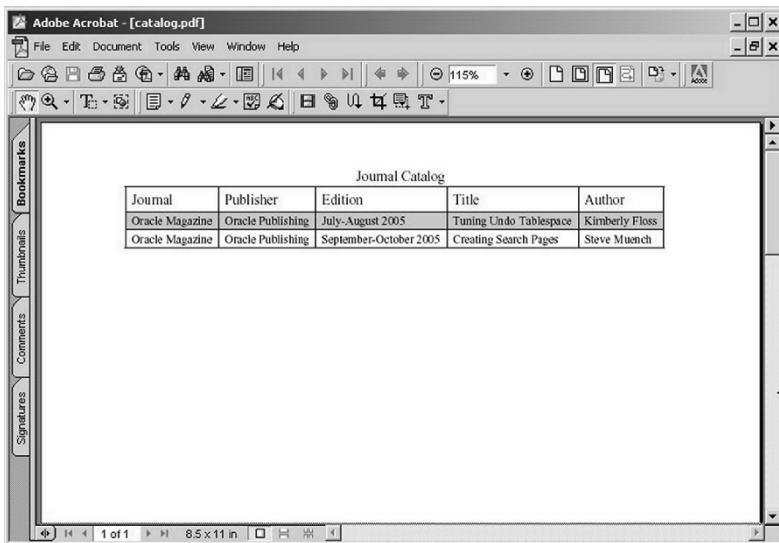 Adobe Acrobat - [catalog.pdf]
File Edit Document Tools View Window Help
115%
Adobe
Bookmarks
Thumbnails
Comments
Signatures
Journal Catalog
Journal Publisher Edition Title Author
Oracle Magazine Oracle Publishing July-August 2005 Tuning Undo Tablespace Kimberly Floss
Oracle Magazine Oracle Publishing September-October 2005 Creating Search Pages Steve Muench
1 of 1 8.5 x 11 in